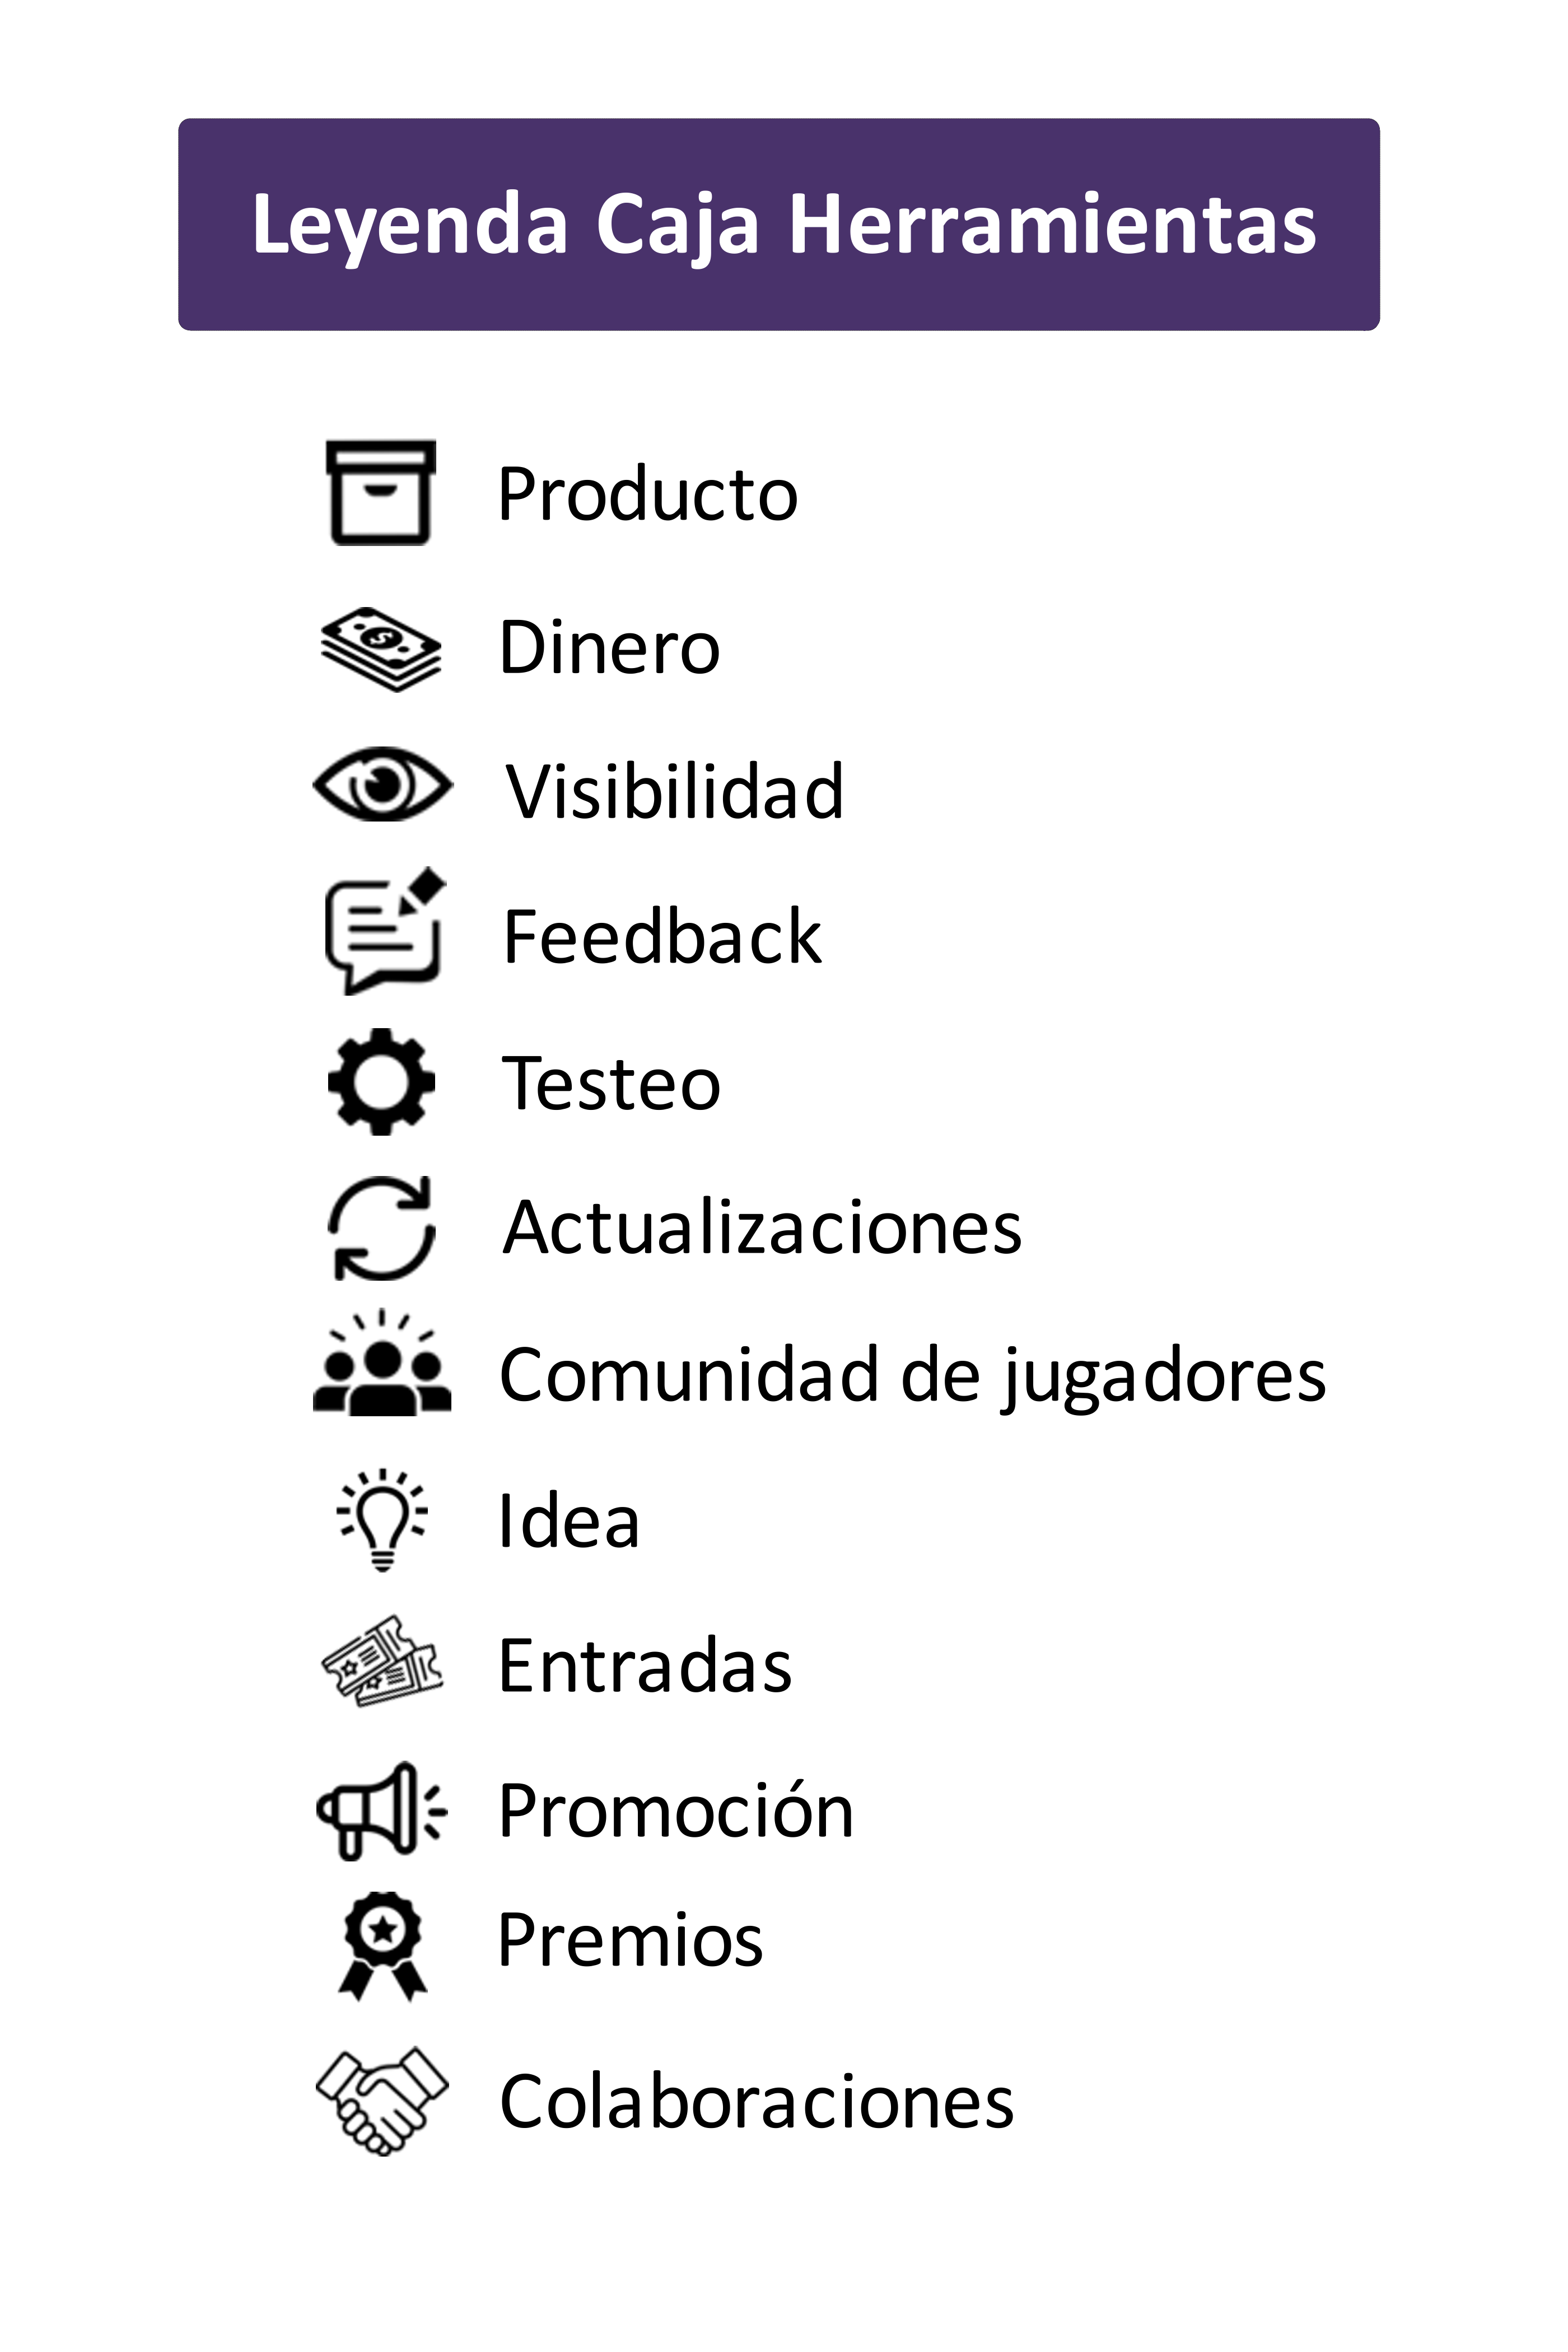 Leyenda Caja Herramientas
Producto
Dinero
Visibilidad
Feedback
Testeo
Actualizaciones
Comunidad de jugadores
Idea
Entradas
Promoción
Premios
Colaboraciones